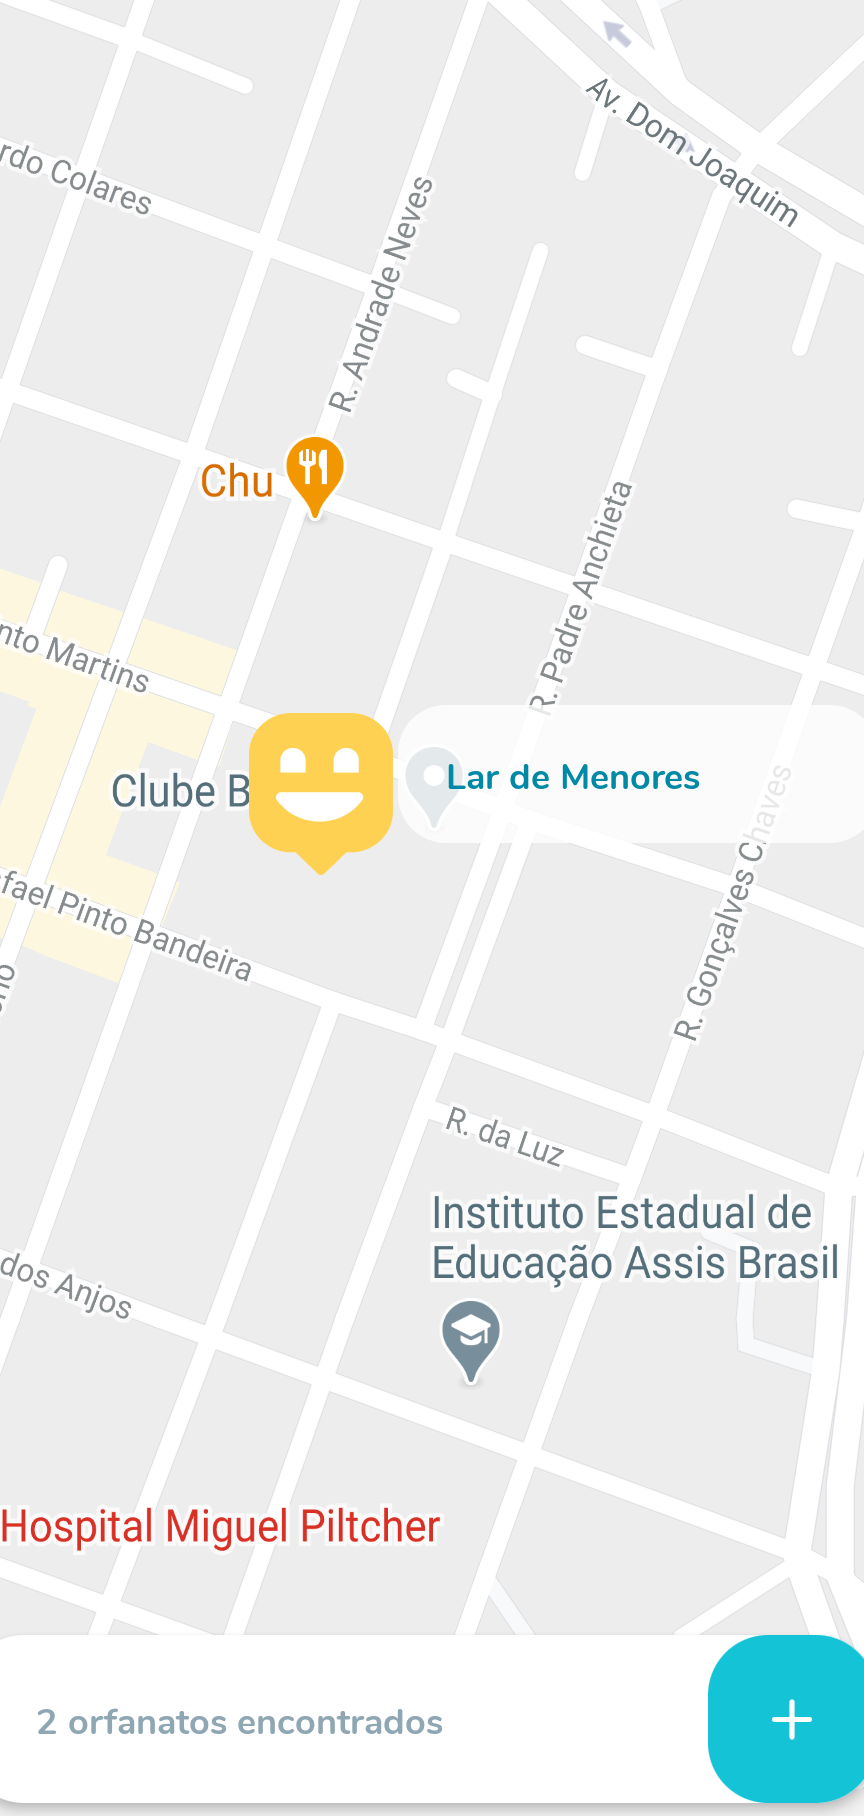 Av. Dom Joaquim
rdo Colares
R. Andrade Neves
Chu
R. Padre Anchieta
nto Martins
Clube B
Lar de Menores
R. Gonçalves Chaves
fael Pinto Bandeira
R. da Luz
Instituto Estadual de
Educação Assis Brasil
dos Anjos
Hospital Miguel Piltcher
2 orfanatos encontrados